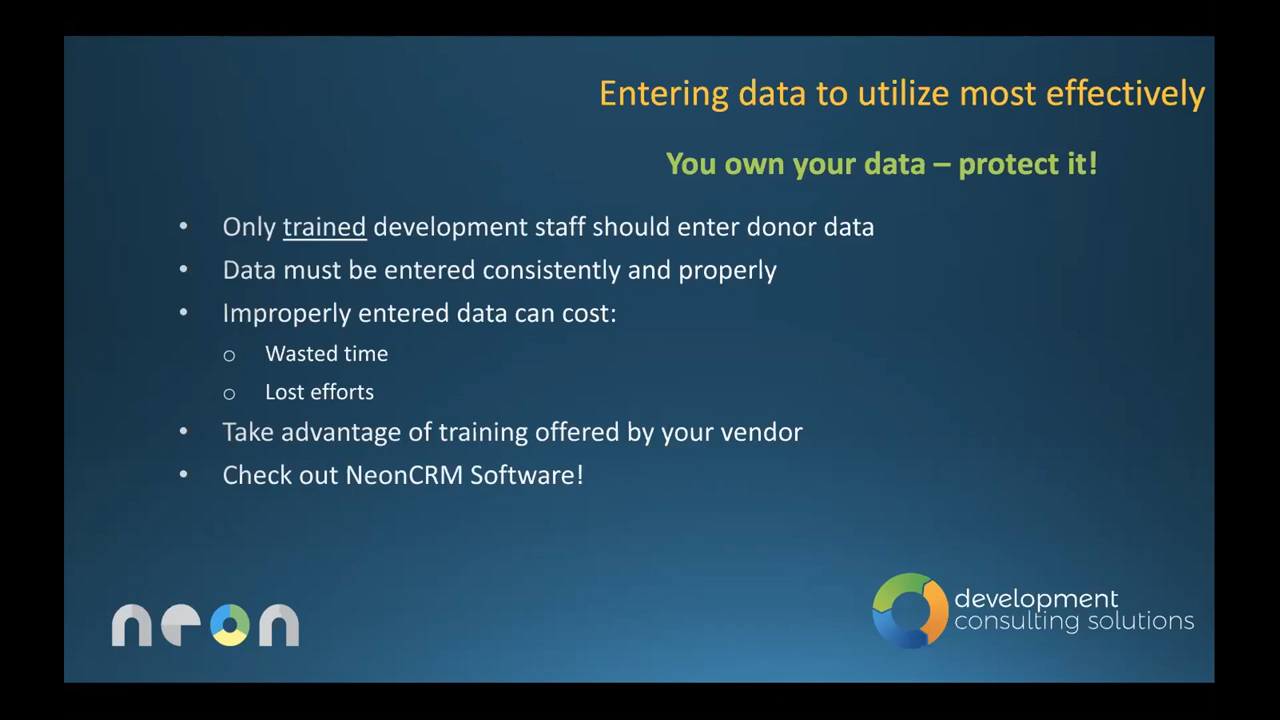 Entering data to utilize most effectively
You own your data – protect it!
• Only trained development staff should enter donor data
• Data must be entered consistently and properly
• Improperly entered data can cost:
o Wasted time
o Lost efforts
• Take advantage of training offered by your vendor
• Check out NeonCRM Software!
neon
development
consulting solutions